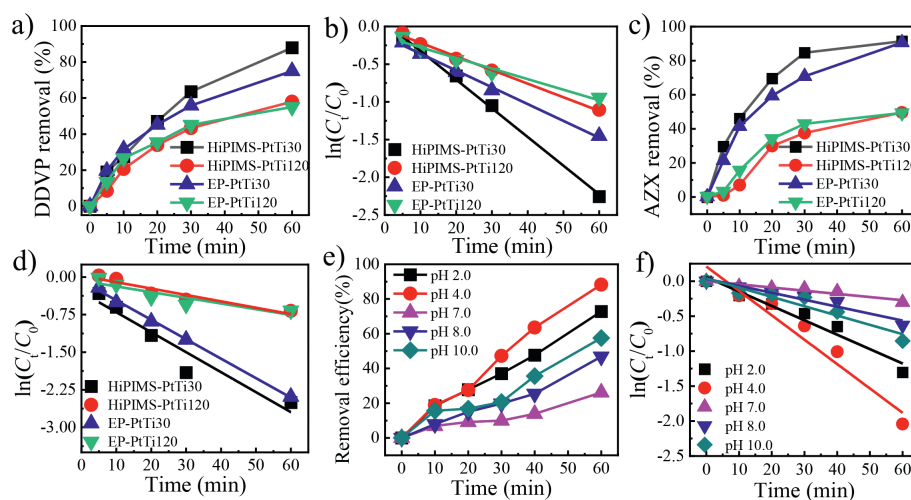 a)
DDVP removal (%)
80
60
40
20
0
0 10 20 30 40 50 60
Time (min)
HiPIMS-PtTi30
HiPIMS-PtTi120
EP-PtTi30
EP-PtTi120
b)
ln(Ct/C0)
0.0
-0.5
-1.0
-1.5
-2.0
-2.5
0 10 20 30 40 50 60
Time (min)
HiPIMS-PtTi30
HiPIMS-PtTi120
EP-PtTi30
EP-PtTi120
c)
AZX removal (%)
100
80
60
40
20
0
0 10 20 30 40 50 60
Time (min)
HiPIMS-PtTi30
HiPIMS-PtTi120
EP-PtTi30
EP-PtTi120
d)
ln(Ct/C0)
0.00
-0.75
-1.50
-2.25
-3.00
0 10 20 30 40 50 60
Time (min)
HiPIMS-PtTi30
HiPIMS-PtTi120
EP-PtTi30
EP-PtTi120
e)
Removal efficiency(%)
100
80
60
40
20
0
0 10 20 30 40 50 60
Time (min)
pH 2.0
pH 4.0
pH 7.0
pH 8.0
pH 10.0
f)
ln(Ct/C0)
0.5
0.0
-0.5
-1.0
-1.5
-2.0
-2.5
0 10 20 30 40 50 60
Time (min)
pH 2.0
pH 4.0
pH 7.0
pH 8.0
pH 10.0